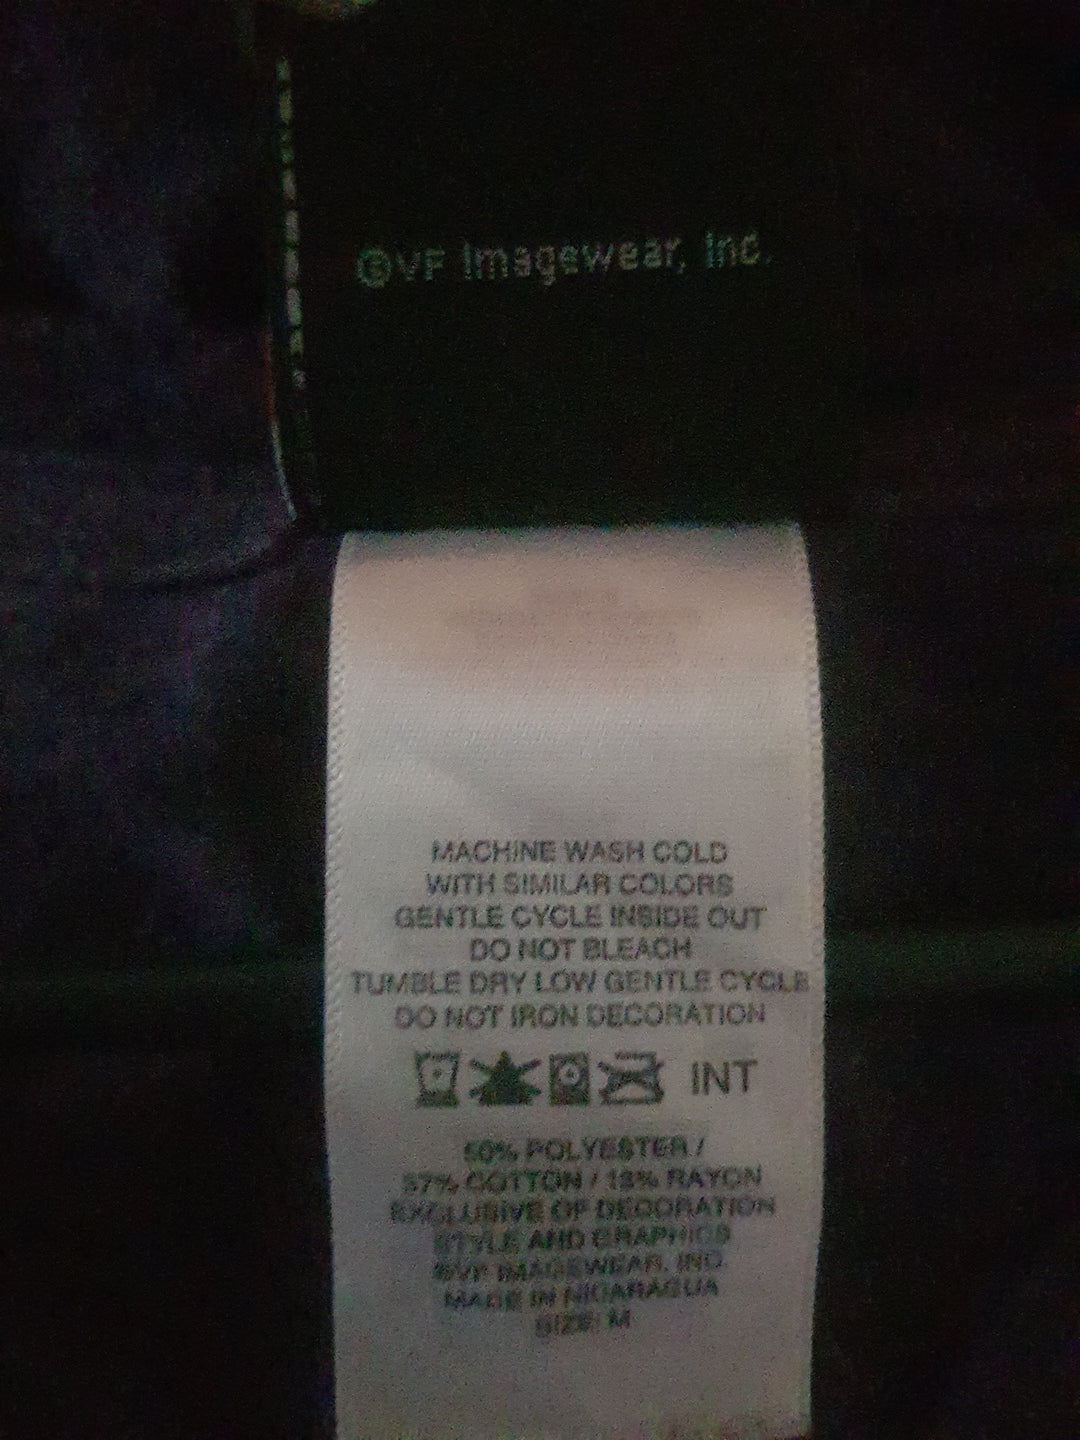 ©VF Imagewear, Inc.
MACHINE WASH COLD
WITH SIMILAR COLORS
GENTLE CYCLE INSIDE OUT
DO NOT BLEACH
TUMBLE DRY LOW GENTLE CYCLE
DO NOT IRON DECORATION
INT
50% POLYESTER /
37% COTTON / 13% RAYON
EXCLUSIVE OF DECORATION
STYLE AND GRAPHICS
©VF IMAGEWEAR, INC.
MADE IN NICARAGUA
SIZE: M